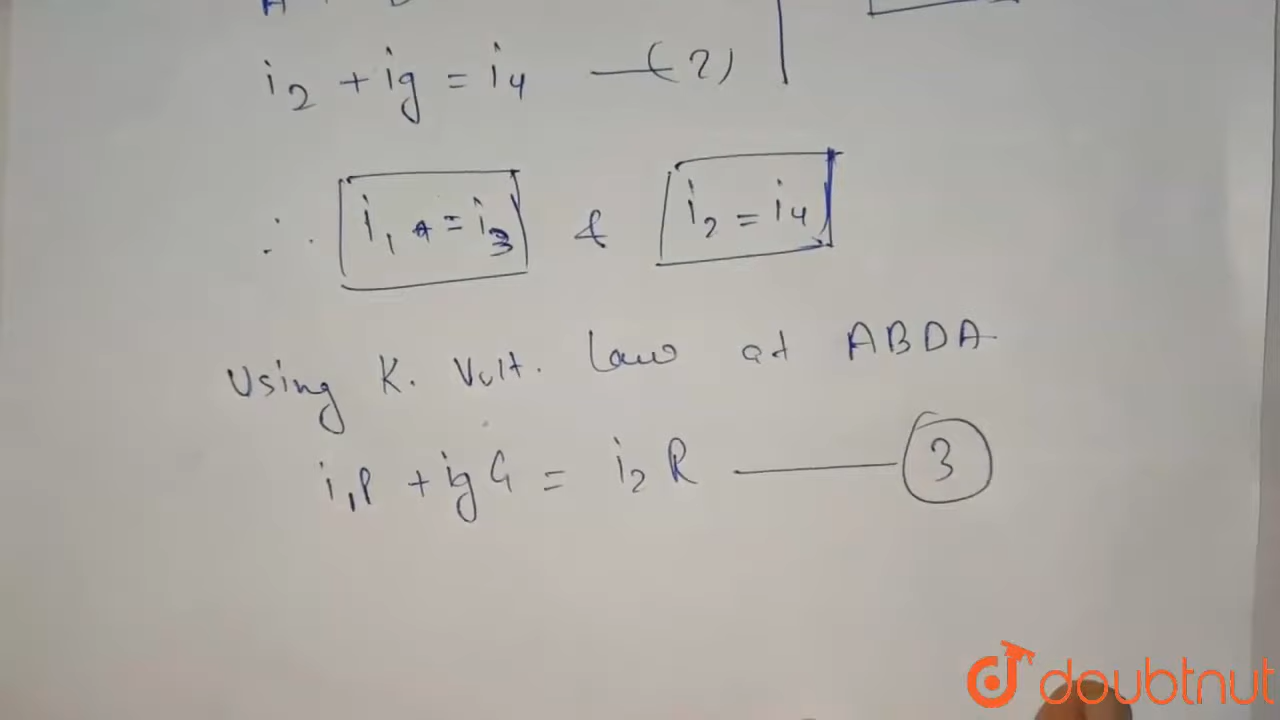 i₂ + ig = i₄ —(2)
∴ i₁ = i₃ & i₂ = i₄
Using K. Volt. law at ABDA
i₁P + igG = i₂R — 3
doubtnut